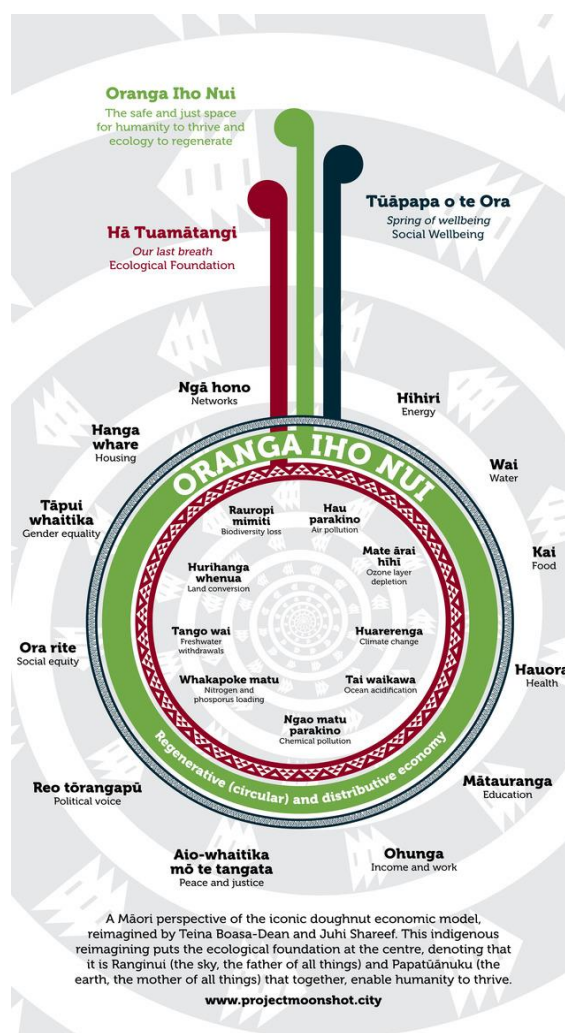 Oranga Iho Nui
The safe and just space
for humanity to thrive and
ecology to regenerate
Tūāpapa o te Ora
Spring of wellbeing
Social Wellbeing
Hā Tuamātangi
Our last breath
Ecological Foundation
Ngā hono
Networks
Hihiri
Energy
Hanga
whare
Housing
Wai
Water
Tāpui
whaitika
Gender equality
Kai
Food
Ora rite
Social equity
Hauora
Health
Reo tōrangapū
Political voice
Mātauranga
Education
Aio-whaitika
mō te tangata
Peace and justice
Ohunga
Income and work
ORANGA IHO NUI
Rauropi
mimiti
Biodiversity loss
Hau
parakino
Air pollution
Hurihanga
whenua
Land conversion
Mate ārai
hīhī
Ozone layer
depletion
Tango wai
Freshwater
withdrawals
Huarerenga
Climate change
Whakapoke matu
Nitrogen and
phosporus loading
Tai waikawa
Ocean acidification
Ngao matu
parakino
Chemical pollution
Regenerative (circular) and distributive economy
A Māori perspective of the iconic doughnut economic model,
reimagined by Teina Boasa-Dean and Juhi Shareef. This indigenous
reimagining puts the ecological foundation at the centre, denoting that
it is Ranginui (the sky, the father of all things) and Papatūānuku (the
earth, the mother of all things) that together, enable humanity to thrive.
www.projectmoonshot.city